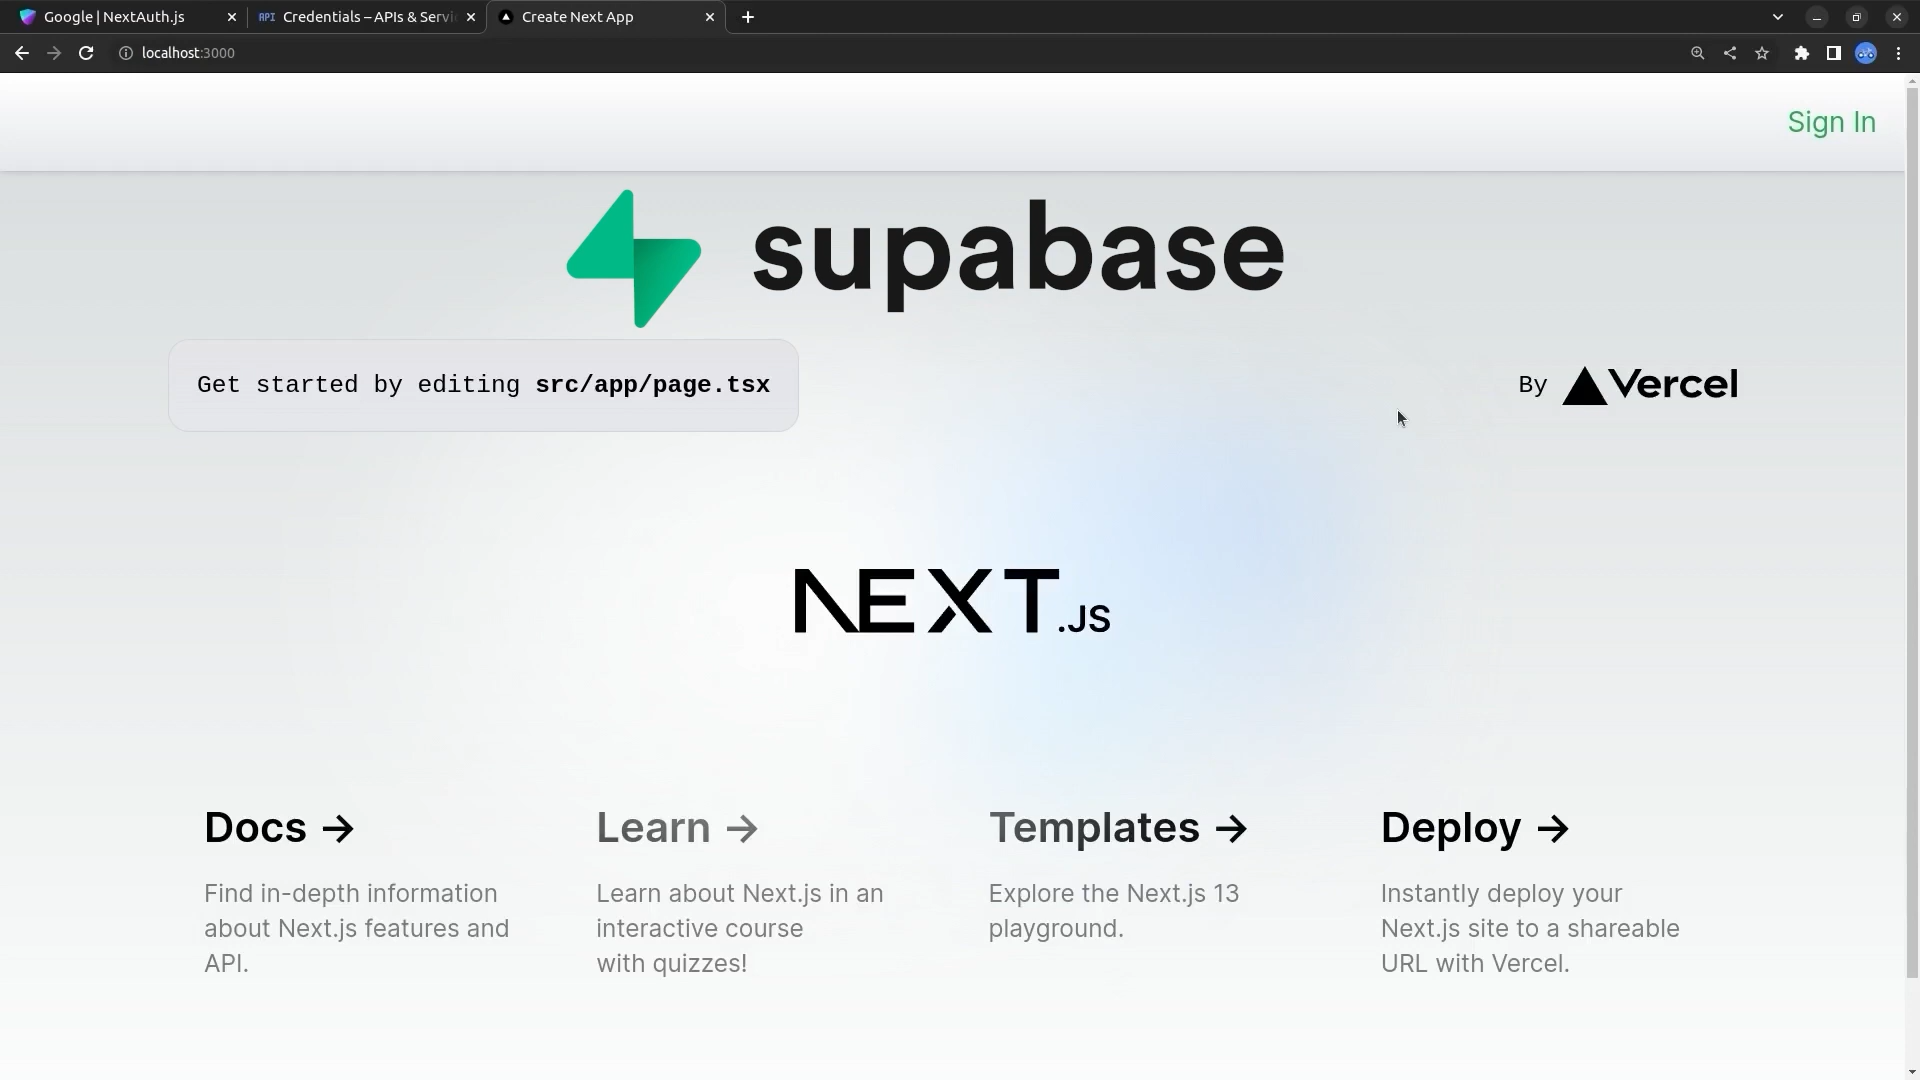 Google | NextAuth.js
API Credentials – APIs & Servi
Create Next App
localhost:3000
Sign In
supabase
Get started by editing src/app/page.tsx
By Vercel
NEXT.JS
Docs →
Find in-depth information
about Next.js features and
API.
Learn →
Learn about Next.js in an
interactive course
with quizzes!
Templates →
Explore the Next.js 13
playground.
Deploy →
Instantly deploy your
Next.js site to a shareable
URL with Vercel.